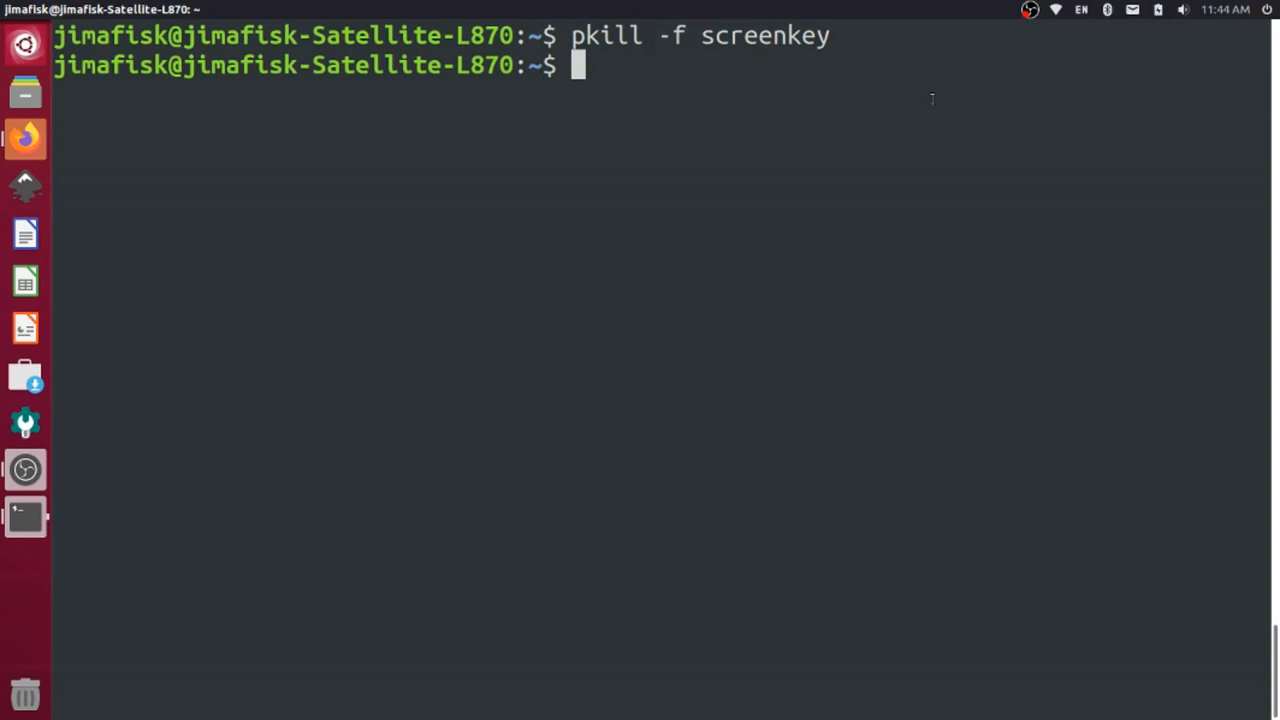 jimafisk@jimafisk-Satellite-L870: ~
EN
11:44 AM
jimafisk@jimafisk-Satellite-L870:~$ pkill -f screenkey
jimafisk@jimafisk-Satellite-L870:~$